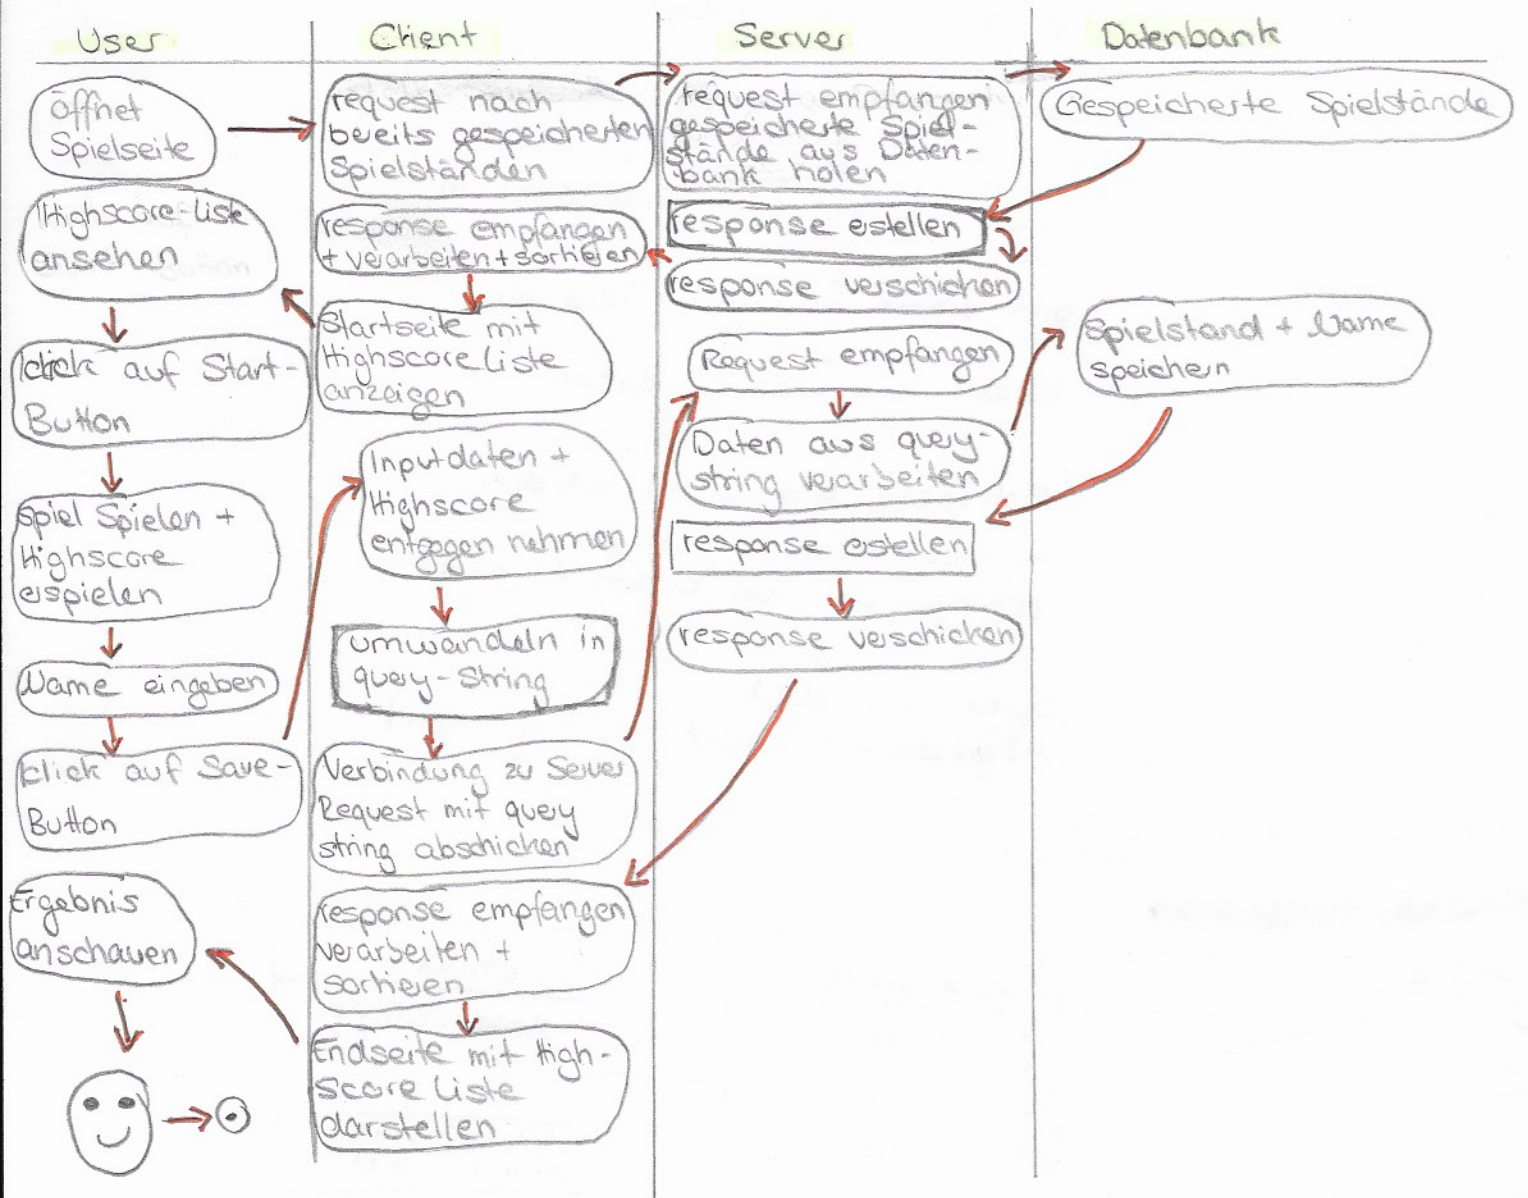 User
Client
Server
Datenbank
öffnet
Spielseite
Highscore-Liste
ansehen
klick auf Start-
Button
Spiel Spielen +
Highscore
erspielen
Name eingeben
klick auf Save-
Button
Ergebnis
anschauen
request nach
bereits gespeicherten
Spielständen
response empfangen
+ verarbeiten + sortieren
Startseite mit
Highscore Liste
anzeigen
Inputdaten +
Highscore
entgegen nehmen
umwandeln in
query-String
Verbindung zu Server
Request mit query
string abschicken
response empfangen
verarbeiten +
sortieren
Endseite mit High-
score Liste
darstellen
request empfangen
gespeicherte Spiel-
stände aus Daten-
bank holen
response erstellen
response verschicken
Request empfangen
Daten aus query-
string verarbeiten
response erstellen
response verschicken
Gespeicherte Spielstände
Spielstand + Name
speichern